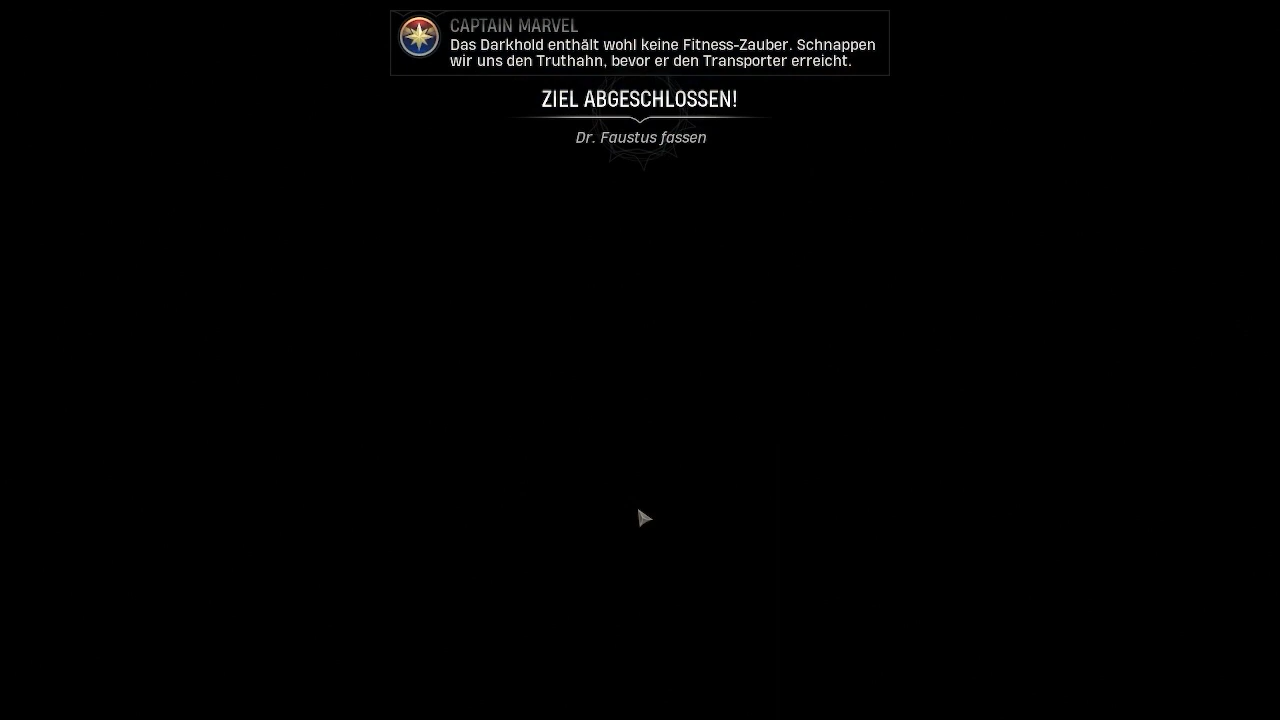 CAPTAIN MARVEL
Das Darkhold enthält wohl keine Fitness-Zauber. Schnappen
wir uns den Truthahn, bevor er den Transporter erreicht.
ZIEL ABGESCHLOSSEN!
Dr. Faustus fassen